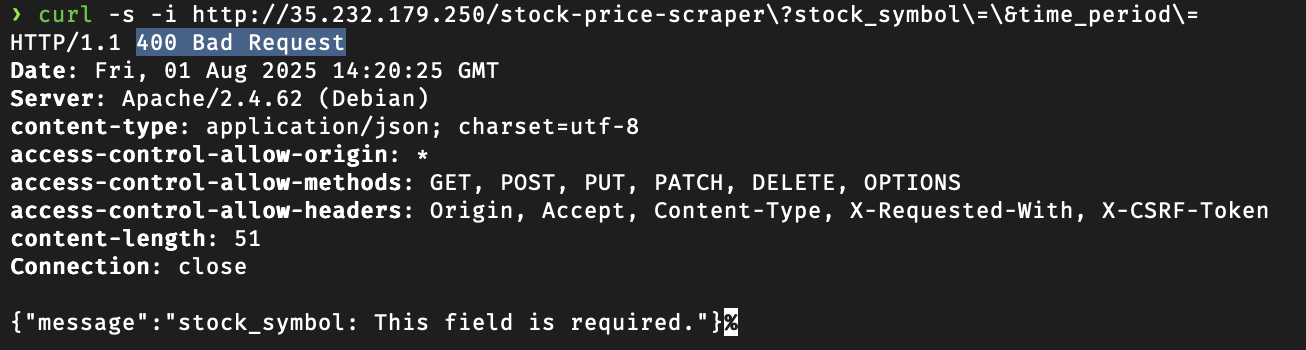 ❯ curl -s -i http://35.232.179.250/stock-price-scraper\?stock_symbol\=\&time_period\=
HTTP/1.1 400 Bad Request
Date: Fri, 01 Aug 2025 14:20:25 GMT
Server: Apache/2.4.62 (Debian)
content-type: application/json; charset=utf-8
access-control-allow-origin: *
access-control-allow-methods: GET, POST, PUT, PATCH, DELETE, OPTIONS
access-control-allow-headers: Origin, Accept, Content-Type, X-Requested-With, X-CSRF-Token
content-length: 51
Connection: close

{"message":"stock_symbol: This field is required."}%